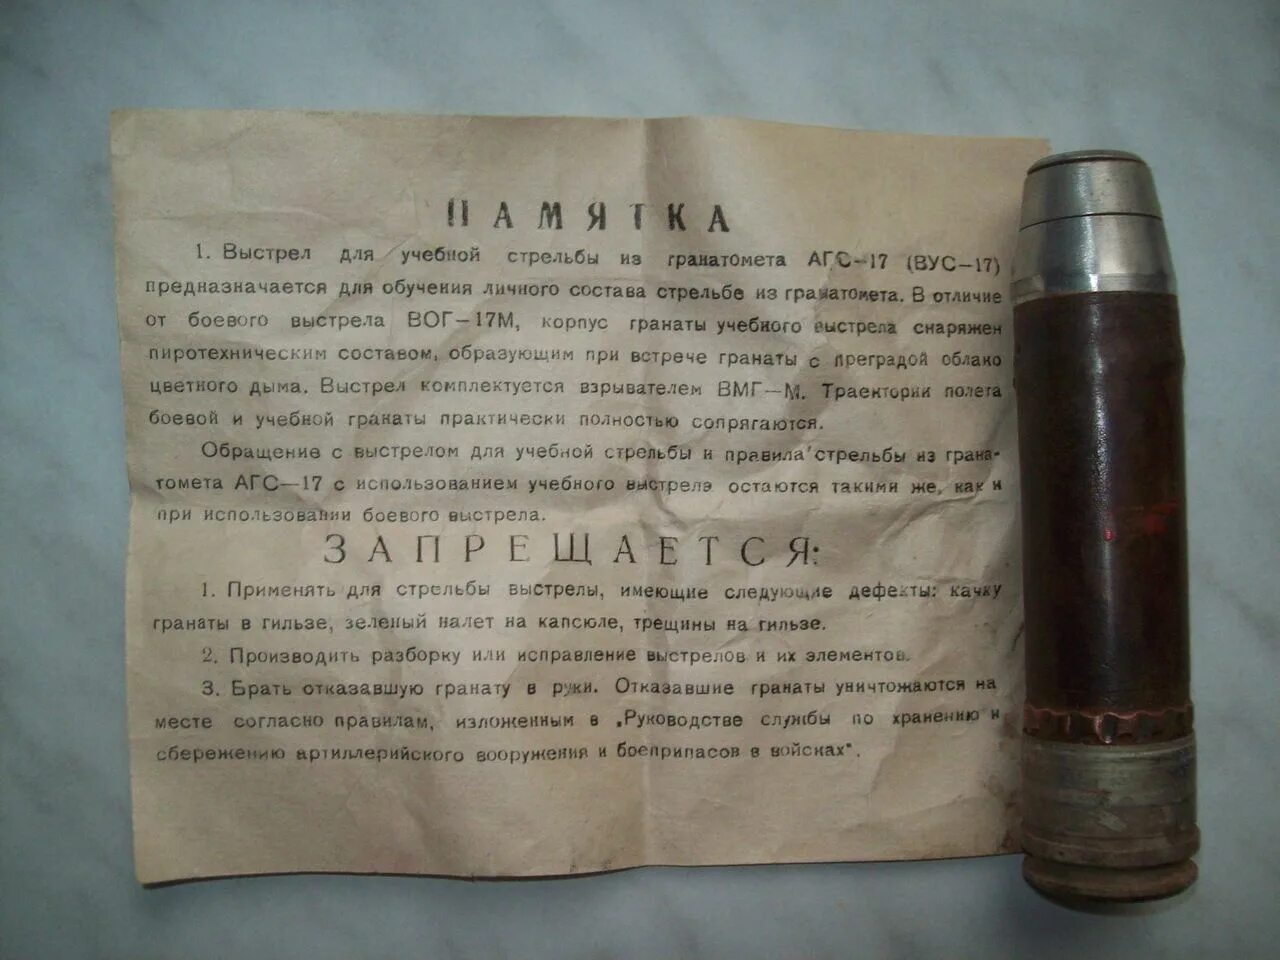 ПАМЯТКА
1. Выстрел для учебной стрельбы из гранатомета АГС—17 (ВУС—17)
предназначается для обучения личного состава стрельбе из гранатомета. В отличие
от боевого выстрела ВОГ—17М, корпус гранаты учебного выстрела снаряжен
пиротехническим составом, образующим при встрече гранаты с преградой облако
цветного дыма. Выстрел комплектуется взрывателем ВМГ—М. Траектории полета
боевой и учебной гранаты практически полностью сопрягаются.
Обращение с выстрелом для учебной стрельбы и правила стрельбы из грана-
томета АГС—17 с использованием учебного выстрела остаются такими же, как и
при использовании боевого выстрела.
ЗАПРЕЩАЕТСЯ:
1. Применять для стрельбы выстрелы, имеющие следующие дефекты: качку
гранаты в гильзе, зеленый налет на капсюле, трещины на гильзе.
2. Производить разборку или исправление выстрелов и их элементов.
3. Брать отказавшую гранату в руки. Отказавшие гранаты уничтожаются на
месте согласно правилам, изложенным в „Руководстве службы по хранению и
сбережению артиллерийского вооружения и боеприпасов в войсках".